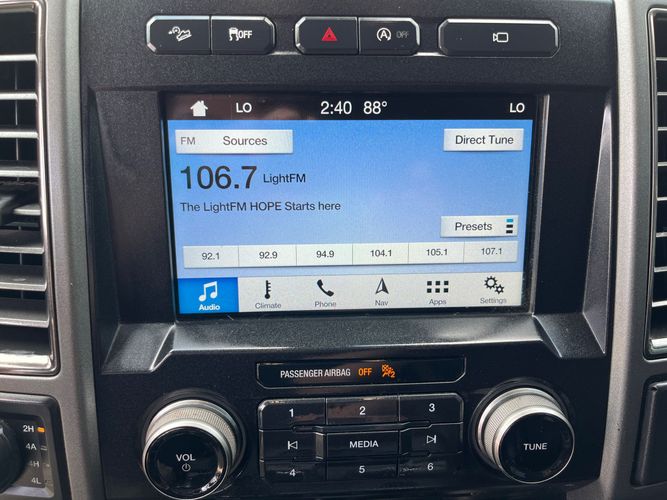 OFF
A OFF
LO 2:40 88° LO
FM Sources Direct Tune
106.7 LightFM
The LightFM HOPE Starts here
Presets
92.1 92.9 94.9 104.1 105.1 107.1
Audio Climate Phone Nav Apps Settings
PASSENGER AIRBAG OFF 2
1 2 3
VOL MEDIA TUNE
4 5 6
2H
4A
4H
4L